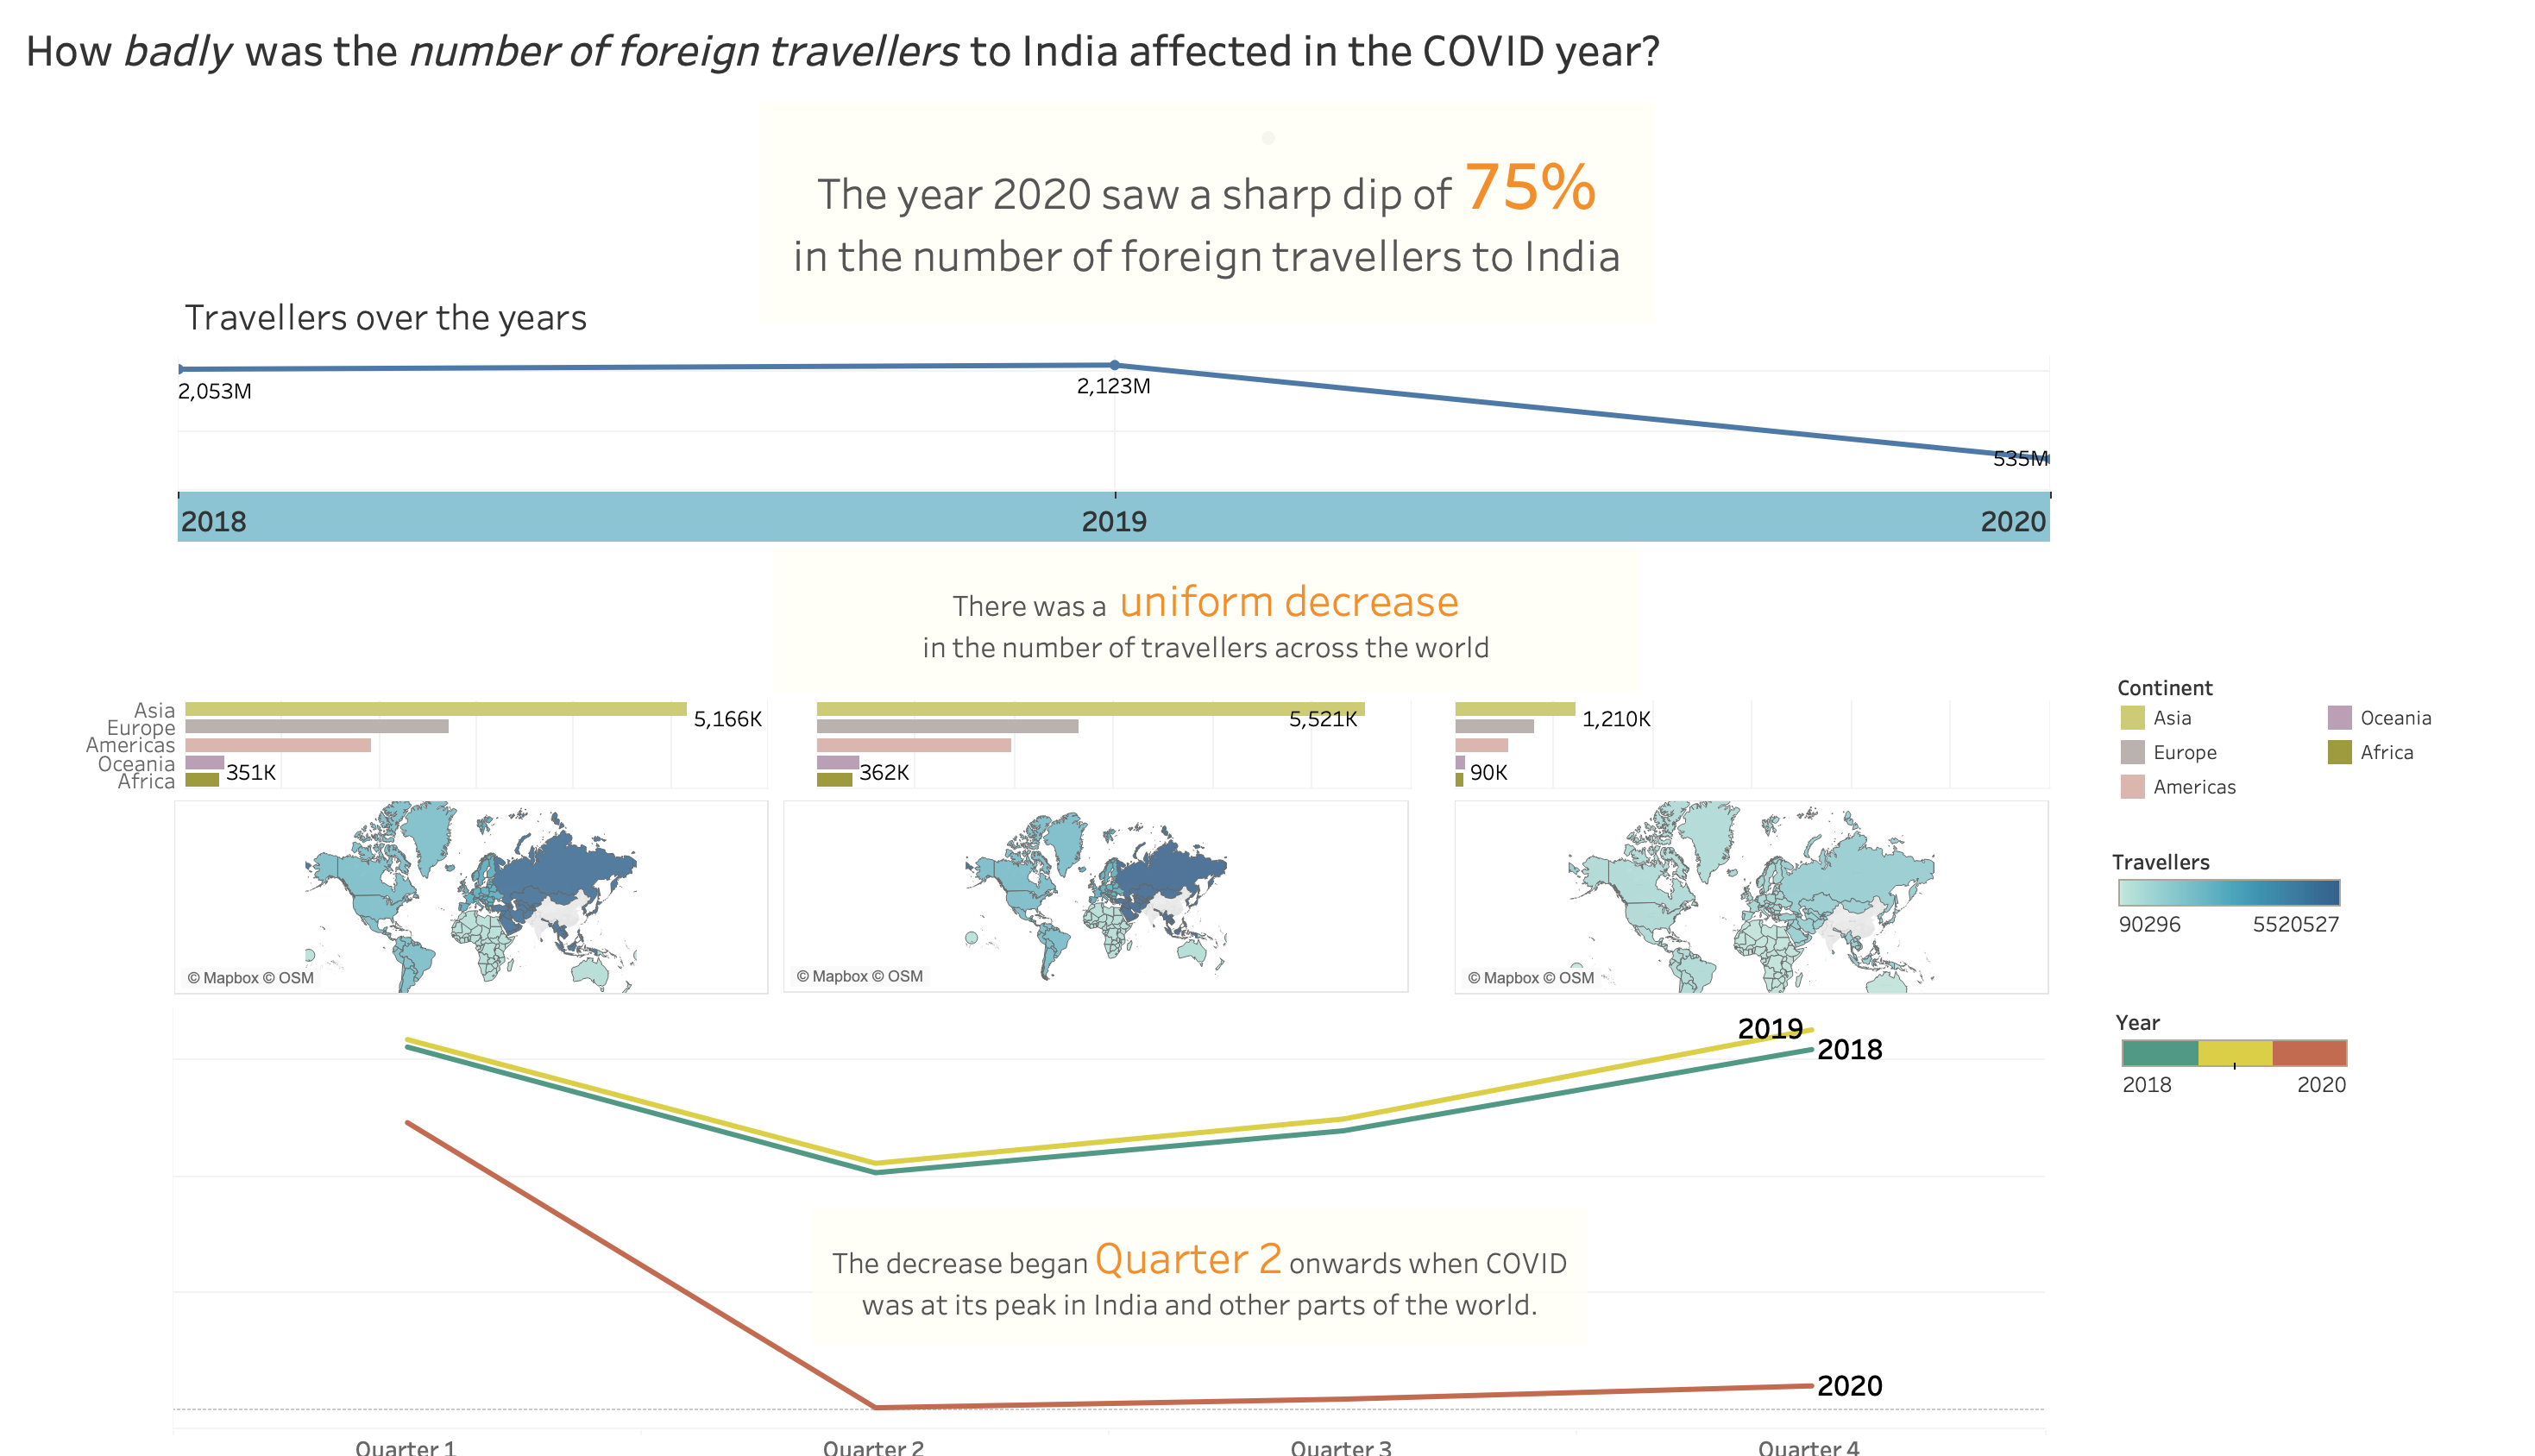 How badly was the number of foreign travellers to India affected in the COVID year?
The year 2020 saw a sharp dip of 75%
in the number of foreign travellers to India
Travellers over the years
2,053M
2,123M
535M
2018
2019
2020
There was a uniform decrease
in the number of travellers across the world
Asia
Europe
Americas
Oceania
Africa
5,166K
351K
5,521K
362K
1,210K
90K
Continent
Asia
Oceania
Europe
Africa
Americas
© Mapbox © OSM
© Mapbox © OSM
© Mapbox © OSM
Travellers
90296
5520527
Year
2018
2020
2019
2018
The decrease began Quarter 2 onwards when COVID
was at its peak in India and other parts of the world.
2020
Quarter 1
Quarter 2
Quarter 3
Quarter 4